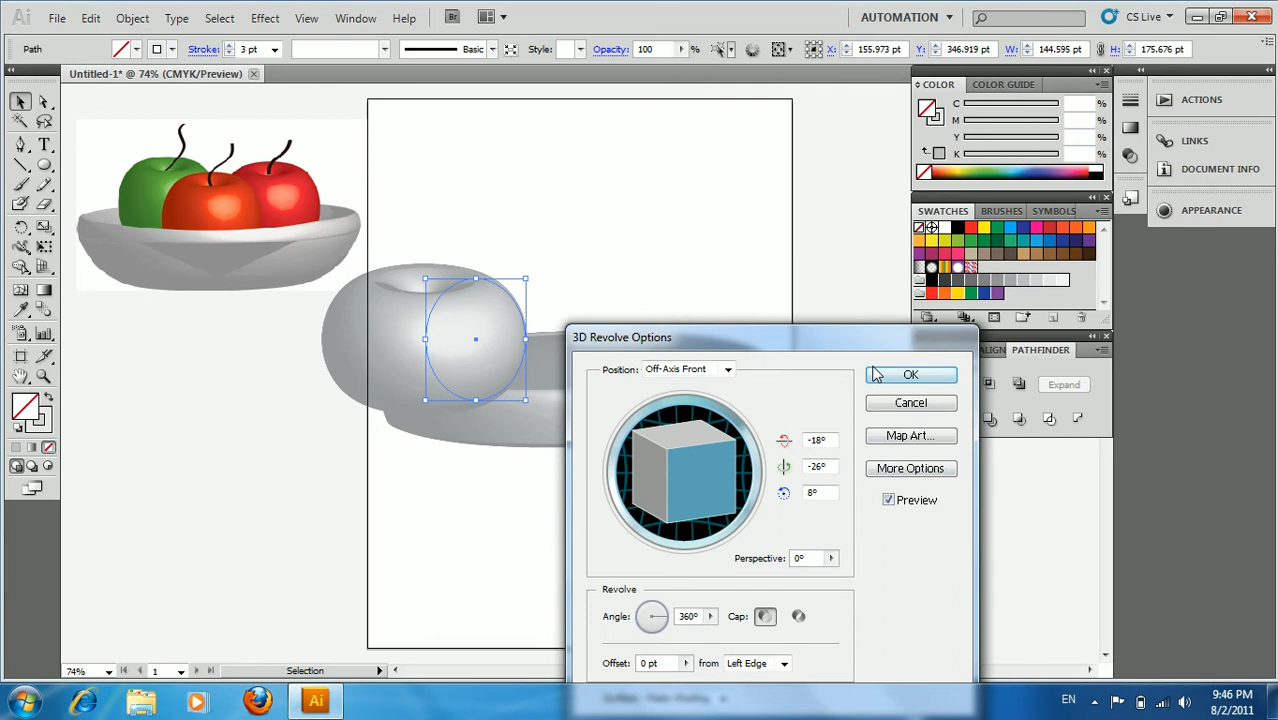 Ai File Edit Object Type Select Effect View Window Help Br AUTOMATION CS Live
Path Stroke: 3 pt Basic Style: Opacity: 100 % X: 155.973 pt Y: 346.919 pt W: 144.595 pt H: 175.676 pt
Untitled-1* @ 74% (CMYK/Preview)
COLOR COLOR GUIDE
C %
M %
Y %
K %
ACTIONS
LINKS
DOCUMENT INFO
APPEARANCE
SWATCHES BRUSHES SYMBOLS
ALIGN PATHFINDER
Expand
3D Revolve Options
Position: Off-Axis Front
OK
Cancel
Map Art...
More Options
Preview
-18°
-26°
8°
Perspective: 0°
Revolve
Angle: 360° Cap:
Offset: 0 pt from Left Edge
74% 1 Selection
Ai EN 9:46 PM
8/2/2011